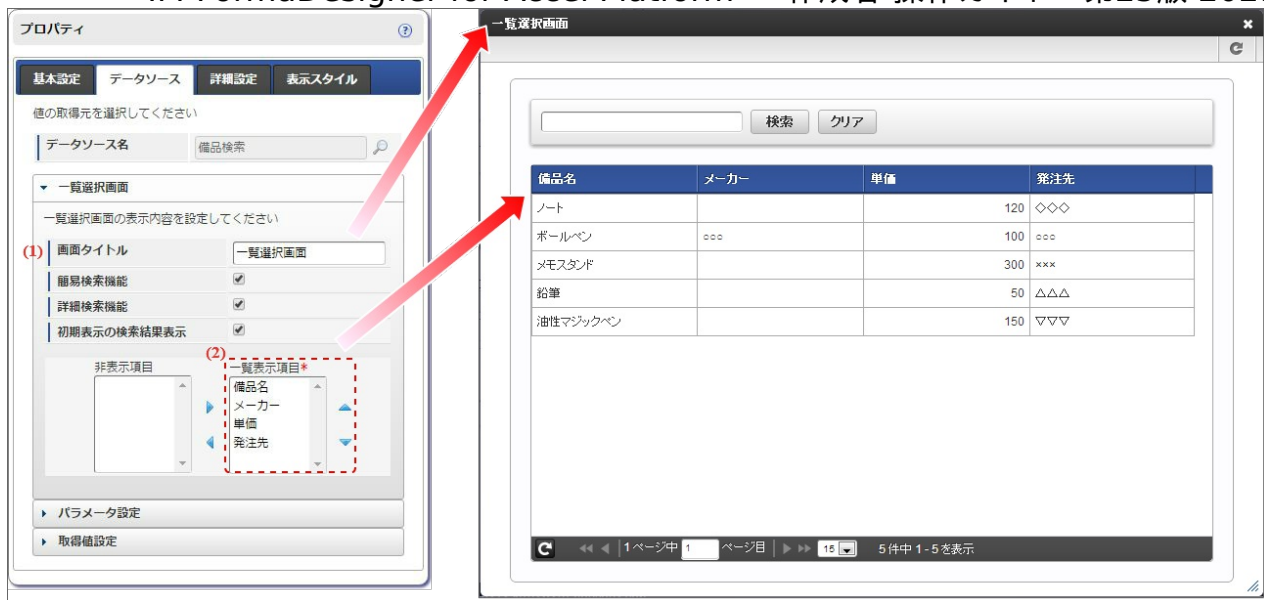 プロパティ
基本設定 データソース 詳細設定 表示スタイル
値の取得元を選択してください
データソース名 備品検索
一覧選択画面
一覧選択画面の表示内容を設定してください
(1) 画面タイトル 一覧選択画面
簡易検索機能
詳細検索機能
初期表示の検索結果表示
(2)
非表示項目 一覧表示項目*
備品名
メーカー
単価
発注先
パラメータ設定
取得値設定
一覧選択画面
検索 クリア
備品名 メーカー 単価 発注先
ノート 120 ◇◇◇
ボールペン ○○○ 100 ○○○
メモスタンド 300 ×××
鉛筆 50 △△△
油性マジックペン 150 ▽▽▽
1ページ中 1 ページ目 15 5件中 1 - 5 を表示